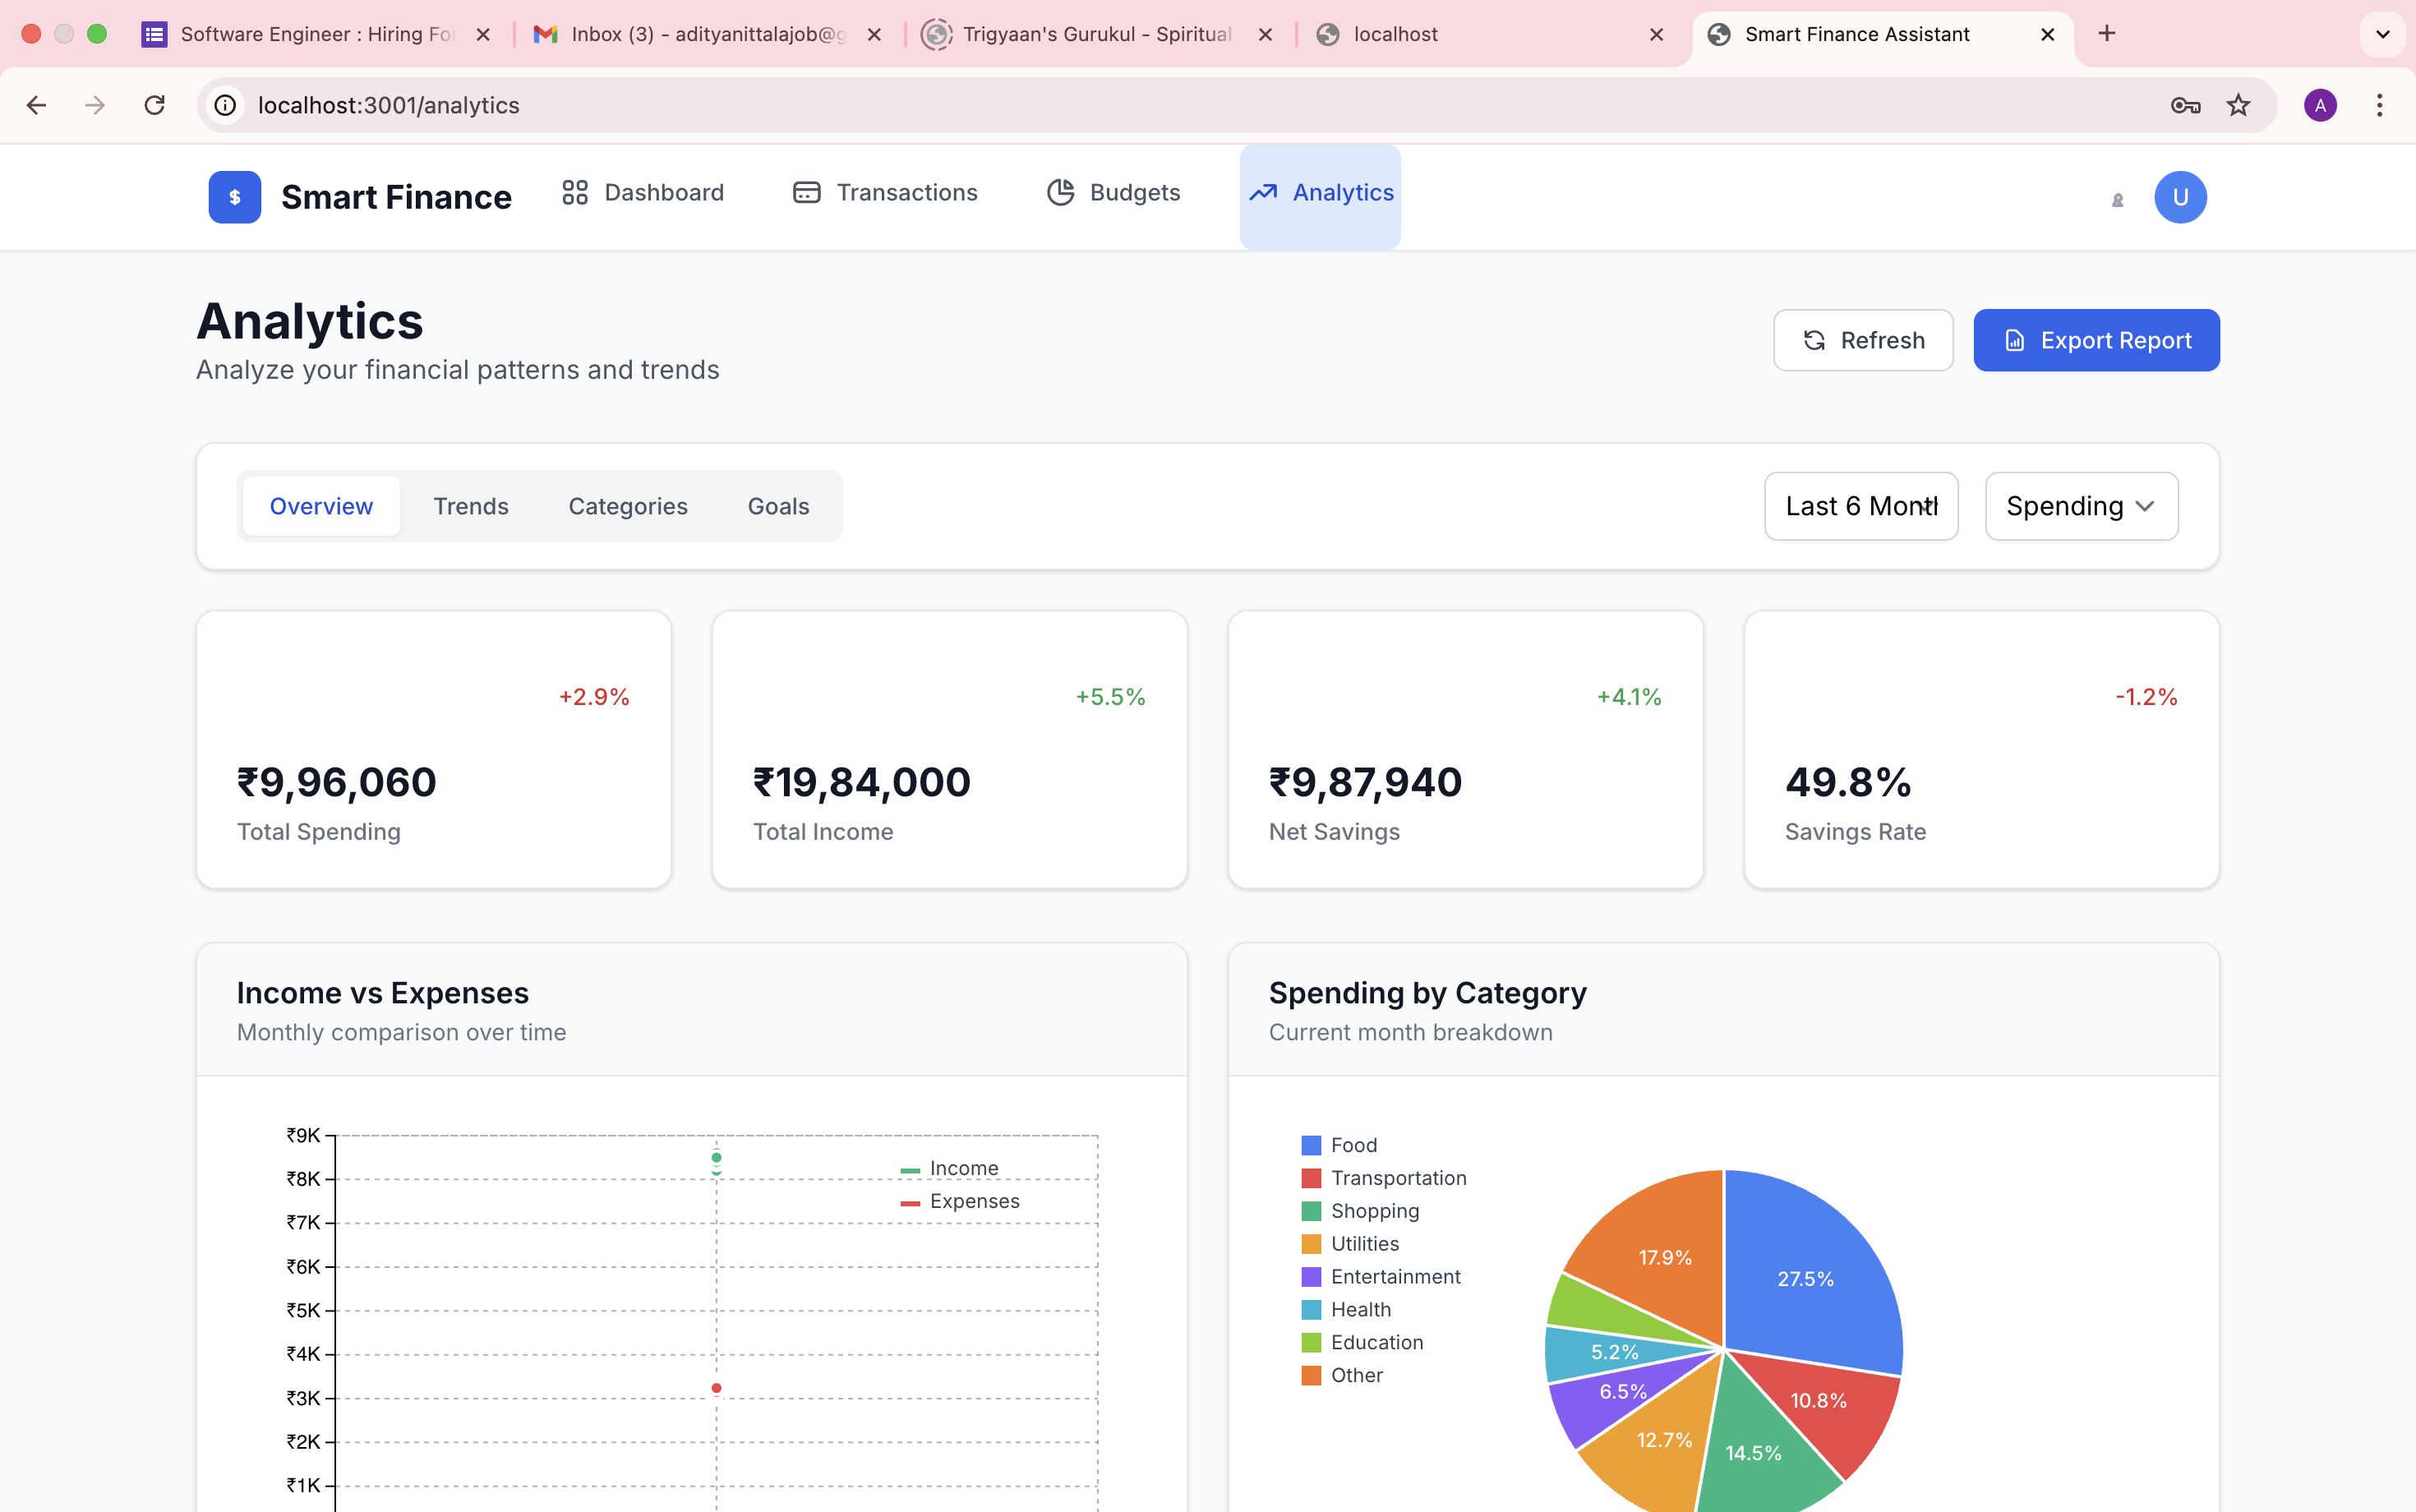 Software Engineer : Hiring For
Inbox (3) - adityanittalajob@g
Trigyaan's Gurukul - Spiritual
localhost
Smart Finance Assistant
localhost:3001/analytics
A
$
Smart Finance
Dashboard
Transactions
Budgets
Analytics
U
Analytics
Analyze your financial patterns and trends
Refresh
Export Report
Overview
Trends
Categories
Goals
Last 6 Month
Spending
+2.9%
₹9,96,060
Total Spending
+5.5%
₹19,84,000
Total Income
+4.1%
₹9,87,940
Net Savings
-1.2%
49.8%
Savings Rate
Income vs Expenses
Monthly comparison over time
₹9K
₹8K
₹7K
₹6K
₹5K
₹4K
₹3K
₹2K
₹1K
Income
Expenses
Spending by Category
Current month breakdown
Food
Transportation
Shopping
Utilities
Entertainment
Health
Education
Other
17.9%
27.5%
5.2%
6.5%
10.8%
12.7%
14.5%